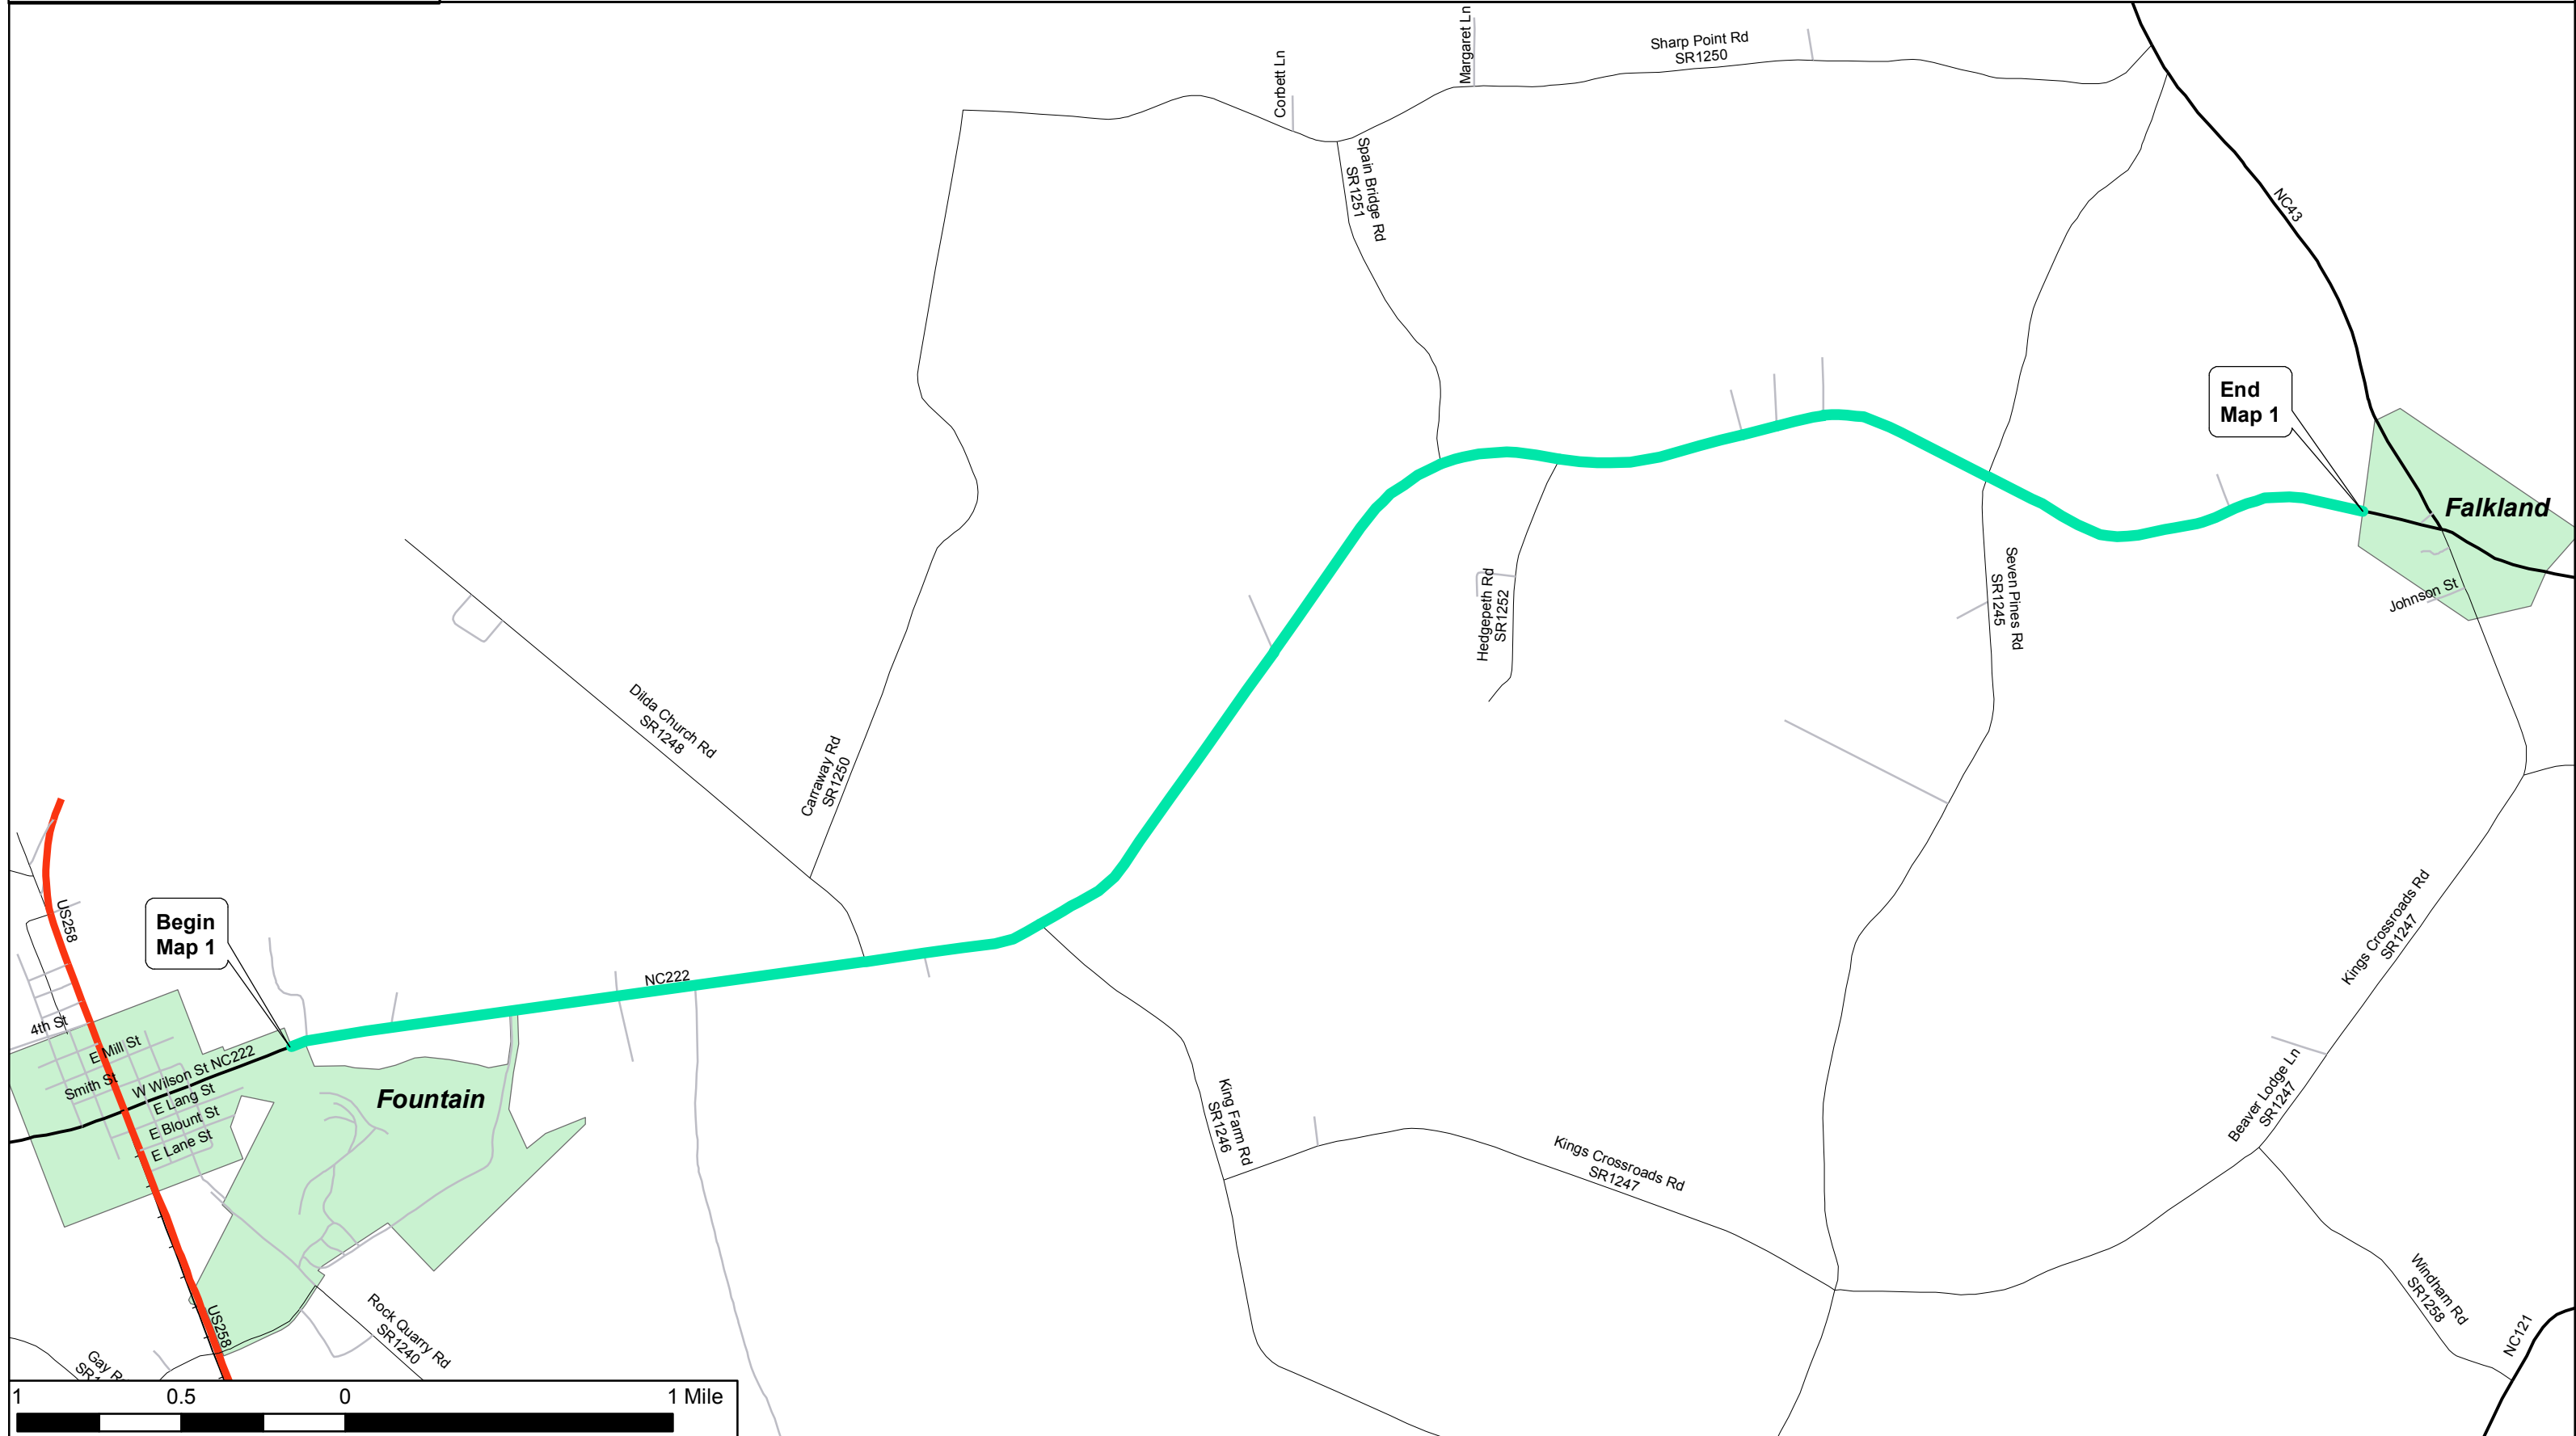 Margaret Ln
Sharp Point Rd
SR1250
Corbett Ln
Spain Bridge Rd
SR1251
NC43
End
Map 1
Falkland
Johnson St
Hedgepeth Rd
SR1252
Seven Pines Rd
SR1245
Dilda Church Rd
SR1248
Carraway Rd
SR1250
US258
Begin
Map 1
NC222
Kings Crossroads Rd
SR1247
4th St
E Mill St
W Wilson St NC222
Smith St
E Lang St
E Blount St
E Lane St
Fountain
King Farm Rd
SR1246
Beaver Lodge Ln
SR1247
Kings Crossroads Rd
SR1247
US258
Rock Quarry Rd
SR1240
Windham Rd
SR1258
NC121
Gay
1 0.5 0 1 Mile